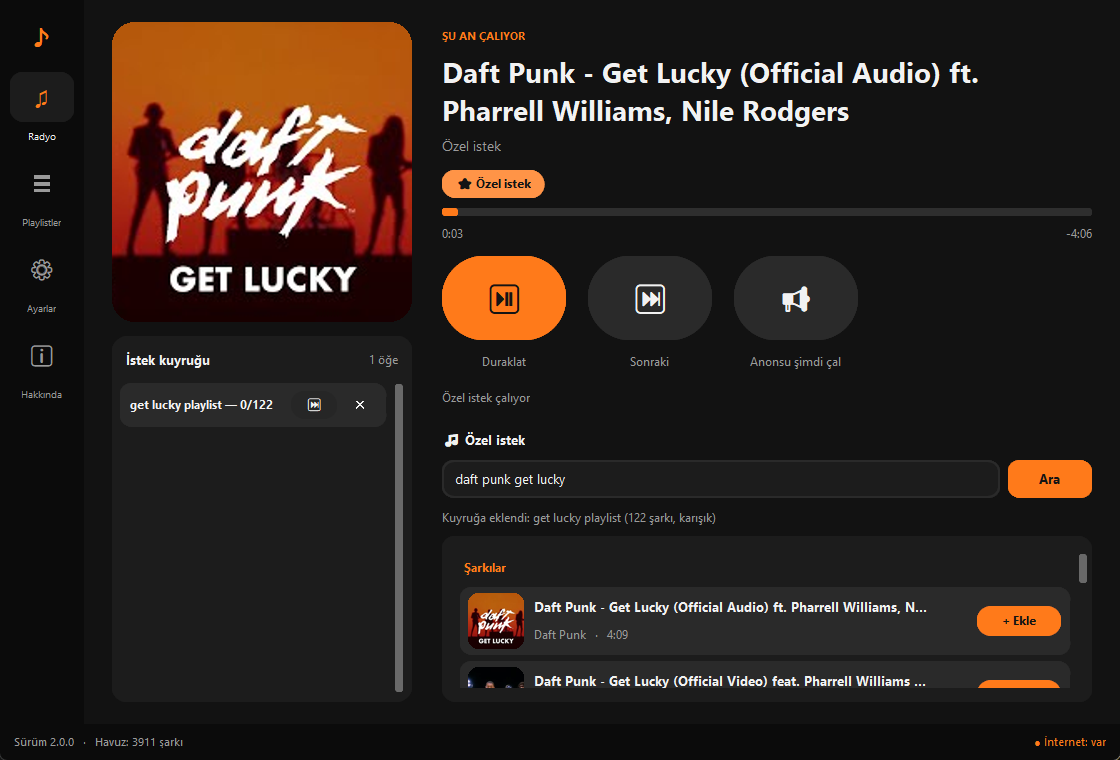 Radyo
Playlistler
Ayarlar
Hakkında
daft
punk
GET LUCKY
İstek kuyruğu
1 öğe
get lucky playlist — 0/122
ŞU AN ÇALIYOR
Daft Punk - Get Lucky (Official Audio) ft.
Pharrell Williams, Nile Rodgers
Özel istek
Özel istek
0:03
-4:06
Duraklat
Sonraki
Anonsu şimdi çal
Özel istek çalıyor
Özel istek
daft punk get lucky
Ara
Kuyruğa eklendi: get lucky playlist (122 şarkı, karışık)
Şarkılar
daft
punk
GET LUCKY
Daft Punk - Get Lucky (Official Audio) ft. Pharrell Williams, N...
Daft Punk · 4:09
+ Ekle
Daft Punk - Get Lucky (Official Video) feat. Pharrell Williams ...
Sürüm 2.0.0 · Havuz: 3911 şarkı
İnternet: var